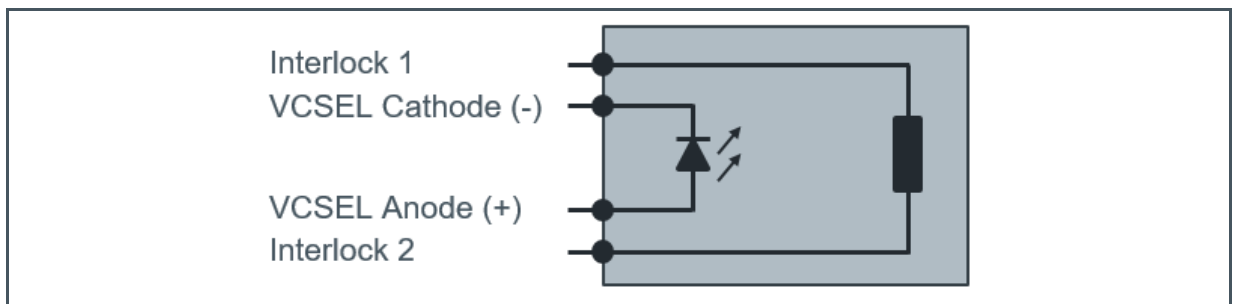 Interlock 1
VCSEL Cathode (-)
VCSEL Anode (+)
Interlock 2